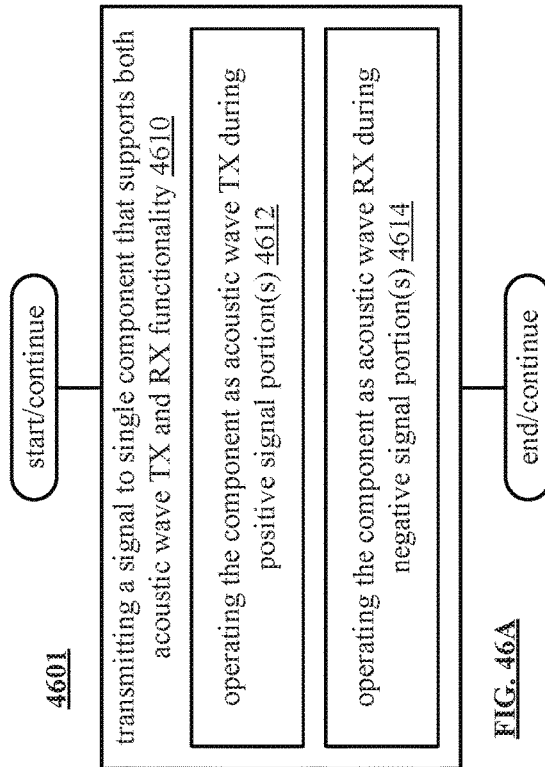 4601
start/continue
transmitting a signal to single component that supports both
acoustic wave TX and RX functionality 4610
operating the component as acoustic wave TX during
positive signal portion(s) 4612
operating the component as acoustic wave RX during
negative signal portion(s) 4614
end/continue
FIG. 46A